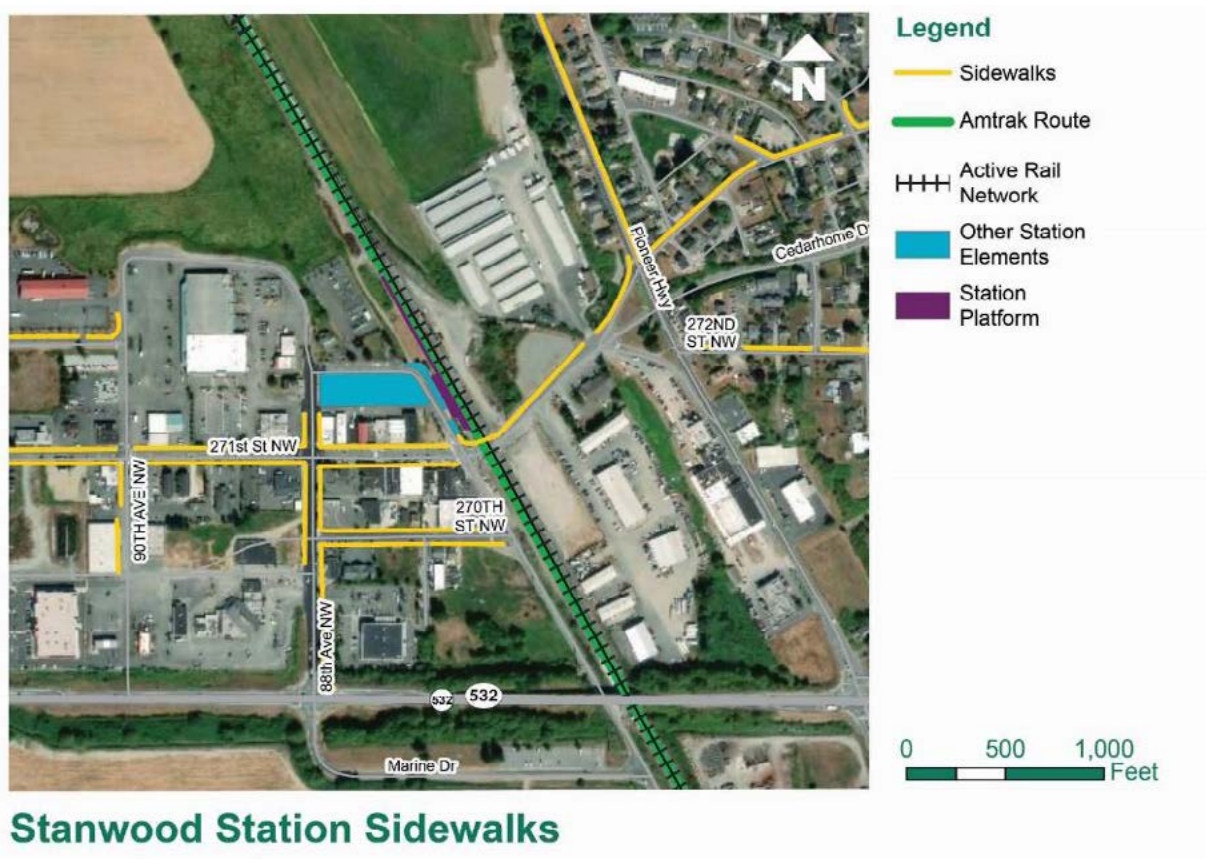 Legend
N
Sidewalks
Amtrak Route
Active Rail
Network
Other Station
Elements
Station
Platform
Pioneer Hwy
Cedarhome D
272ND
ST NW
271st St NW
90TH AVE NW
270TH
ST NW
88th Ave NW
532
532
Marine Dr
0 500 1,000
Feet
Stanwood Station Sidewalks